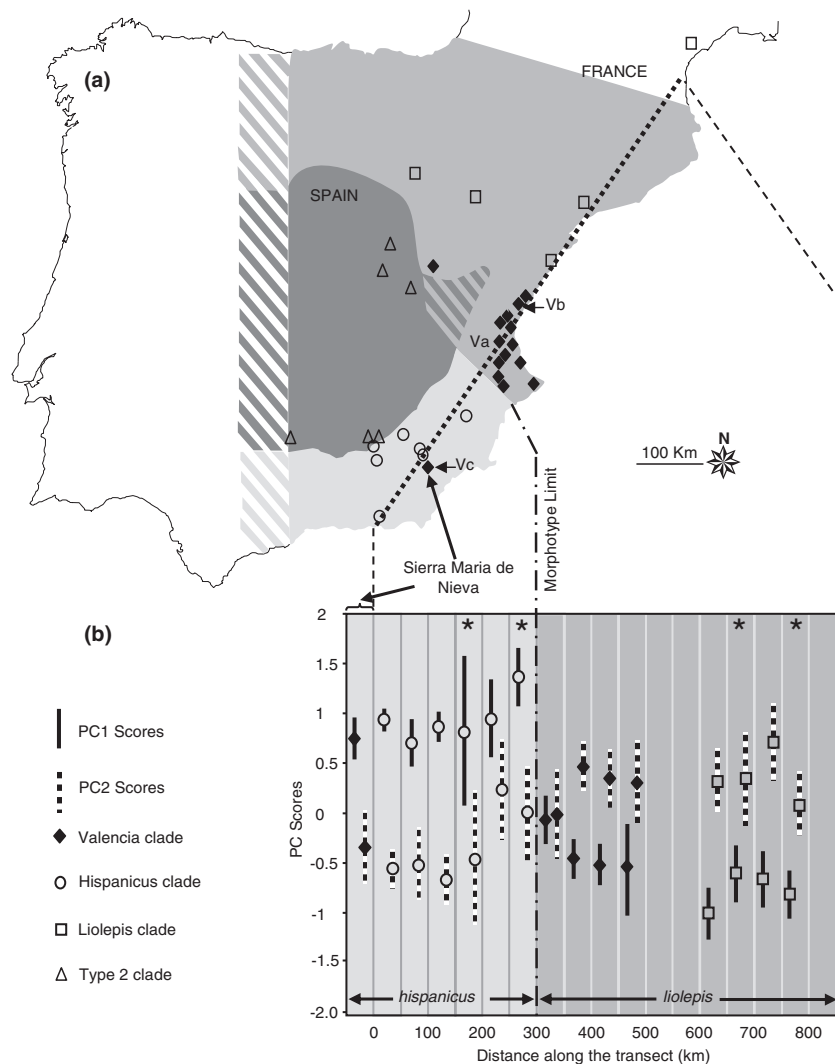 (a)
FRANCE
SPAIN
Vb
Va
N
100 Km
Vc
Morphotype Limit
Sierra Maria de
Nieva
(b)
PC1 Scores
PC2 Scores
Valencia clade
Hispanicus clade
Liolepis clade
Type 2 clade
PC Scores
2
1.5
1
0.5
0
-0.5
-1
-1.5
-2.0
* * * *
hispanicus
liolepis
0 100 200 300 400 500 600 700 800
Distance along the transect (km)